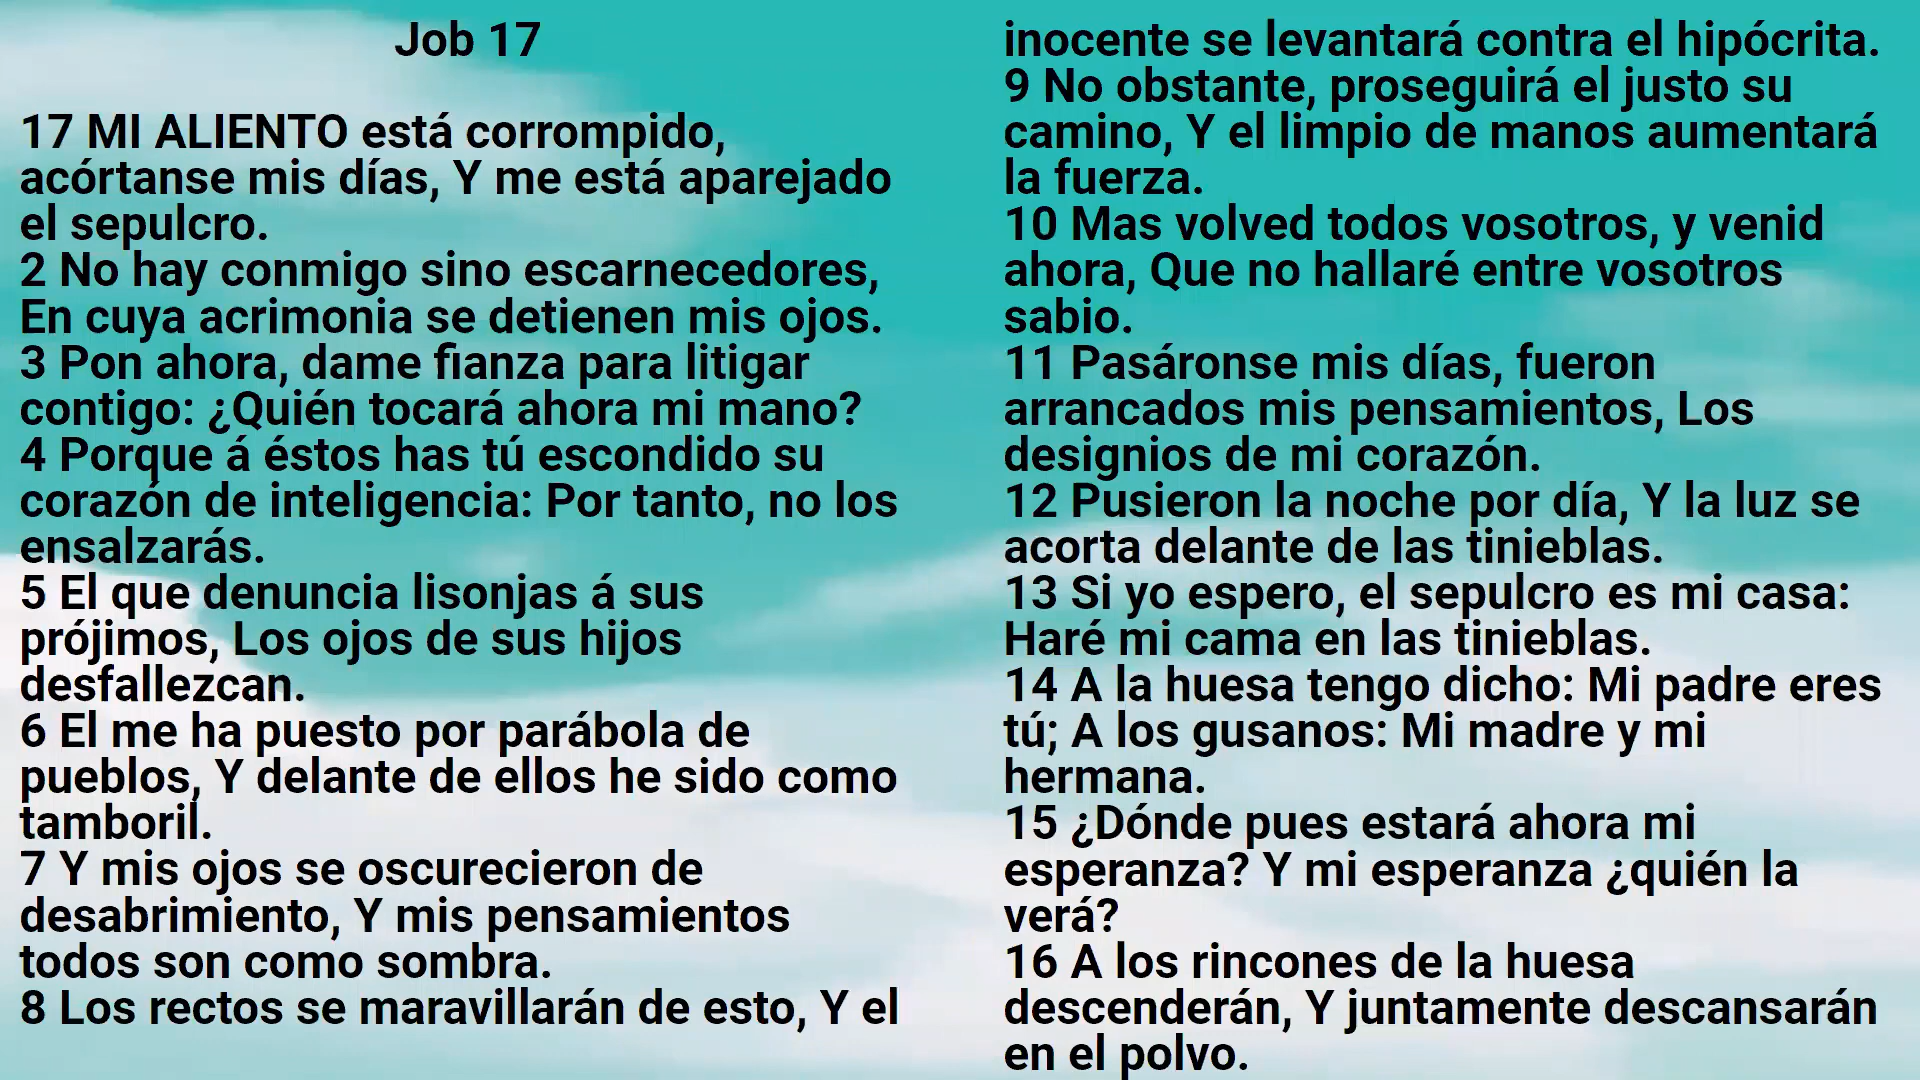 Job 17
17 MI ALIENTO está corrompido,
acórtanse mis días, Y me está aparejado
el sepulcro.
2 No hay conmigo sino escarnecedores,
En cuya acrimonia se detienen mis ojos.
3 Pon ahora, dame fianza para litigar
contigo: ¿Quién tocará ahora mi mano?
4 Porque á éstos has tú escondido su
corazón de inteligencia: Por tanto, no los
ensalzarás.
5 El que denuncia lisonjas á sus
prójimos, Los ojos de sus hijos
desfallezcan.
6 El me ha puesto por parábola de
pueblos, Y delante de ellos he sido como
tamboril.
7 Y mis ojos se oscurecieron de
desabrimiento, Y mis pensamientos
todos son como sombra.
8 Los rectos se maravillarán de esto, Y el
inocente se levantará contra el hipócrita.
9 No obstante, proseguirá el justo su
camino, Y el limpio de manos aumentará
la fuerza.
10 Mas volved todos vosotros, y venid
ahora, Que no hallaré entre vosotros
sabio.
11 Pasáronse mis días, fueron
arrancados mis pensamientos, Los
designios de mi corazón.
12 Pusieron la noche por día, Y la luz se
acorta delante de las tinieblas.
13 Si yo espero, el sepulcro es mi casa:
Haré mi cama en las tinieblas.
14 A la huesa tengo dicho: Mi padre eres
tú; A los gusanos: Mi madre y mi
hermana.
15 ¿Dónde pues estará ahora mi
esperanza? Y mi esperanza ¿quién la
verá?
16 A los rincones de la huesa
descenderán, Y juntamente descansarán
en el polvo.